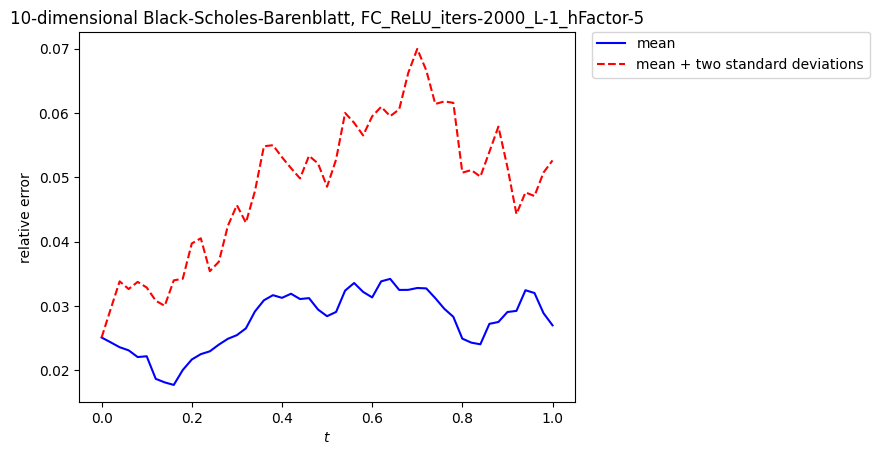 10-dimensional Black-Scholes-Barenblatt, FC_ReLU_iters-2000_L-1_hFactor-5
mean
mean + two standard deviations
relative error
0.07
0.06
0.05
0.04
0.03
0.02
0.0 0.2 0.4 0.6 0.8 1.0
t